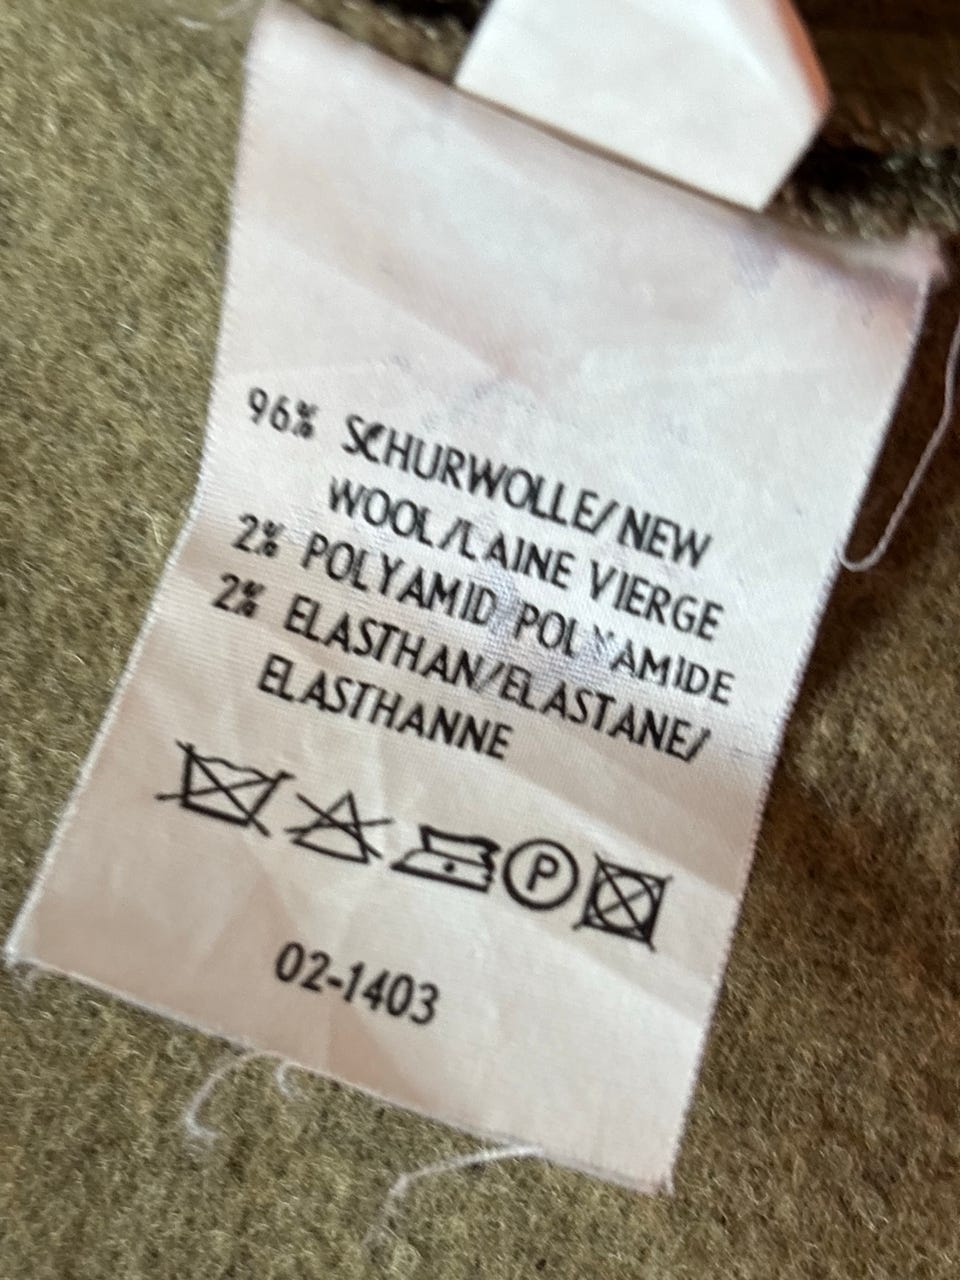 96% SCHURWOLLE/NEW
WOOL/LAINE VIERGE
2% POLYAMID POLYAMIDE
2% ELASTHAN/ELASTANE/
ELASTHANNE
P
02-1403